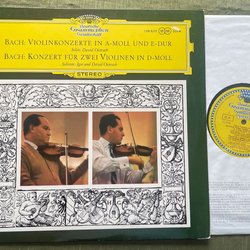 Deutsche
Grammophon
Gesellschaft
BACH: VIOLINKONZERTE IN A-MOLL UND E-DUR
Solist: David Oistrach
BACH: KONZERT FÜR ZWEI VIOLINEN IN D-MOLL
Solisten: Igor und David Oistrach
STEREO